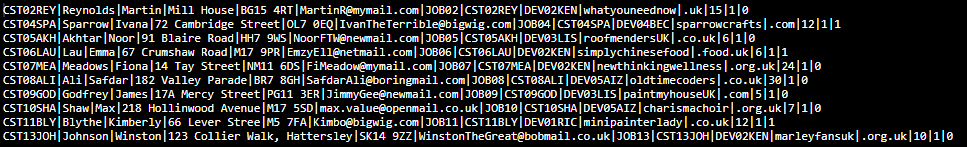 CST02REY|Reynolds|Martin|Mill House|BG15 4RT|MartinR@mymail.com|JOB02|CST02REY|DEV02KEN|whatyouneednow|.uk|15|1|0
CST04SPA|Sparrow|Ivana|72 Cambridge Street|OL7 0EQ|IvanTheTerrible@bigwig.com|JOB04|CST04SPA|DEV04BEC|sparrowcrafts|.com|12|1|1
CST05AKH|Akhtar|Noor|91 Blaire Road|HH7 9WS|NoorFTW@newmail.com|JOB05|CST05AKH|DEV03LIS|roofmendersUK|.co.uk|6|1|0
CST06LAU|Lau|Emma|67 Crumshaw Road|M17 9PR|EmzyEll@netmail.com|JOB06|CST06LAU|DEV02KEN|simplychinesefood|.food.uk|6|1|1
CST07MEA|Meadows|Fiona|14 Tay Street|NM11 6DS|FiMeadow@mymail.com|JOB07|CST07MEA|DEV02KEN|newthinkingwellness|.org.uk|24|1|0
CST08ALI|Ali|Safdar|182 Valley Parade|BR7 8GH|SafdarAli@boringmail.com|JOB08|CST08ALI|DEV05AIZ|oldtimecoders|.co.uk|30|1|0
CST09GOD|Godfrey|James|17A Mercy Street|PG11 3ER|JimmyGee@newmail.com|JOB09|CST09GOD|DEV03LIS|paintmyhouseUK|.com|5|1|0
CST10SHA|Shaw|Max|218 Hollinwood Avenue|M17 5SD|max.value@openmail.co.uk|JOB10|CST10SHA|DEV05AIZ|charismachoir|.org.uk|7|1|0
CST11BLY|Blythe|Kimberly|66 Lever Stree|M5 7FA|Kimbo@bigwig.com|JOB11|CST11BLY|DEV01RIC|minipainterlady|.co.uk|12|1|1
CST13JOH|Johnson|Winston|123 Collier Walk, Hattersley|SK14 9ZZ|WinstonTheGreat@bobmail.co.uk|JOB13|CST13JOH|DEV02KEN|marleyfansuk|.org.uk|10|1|0